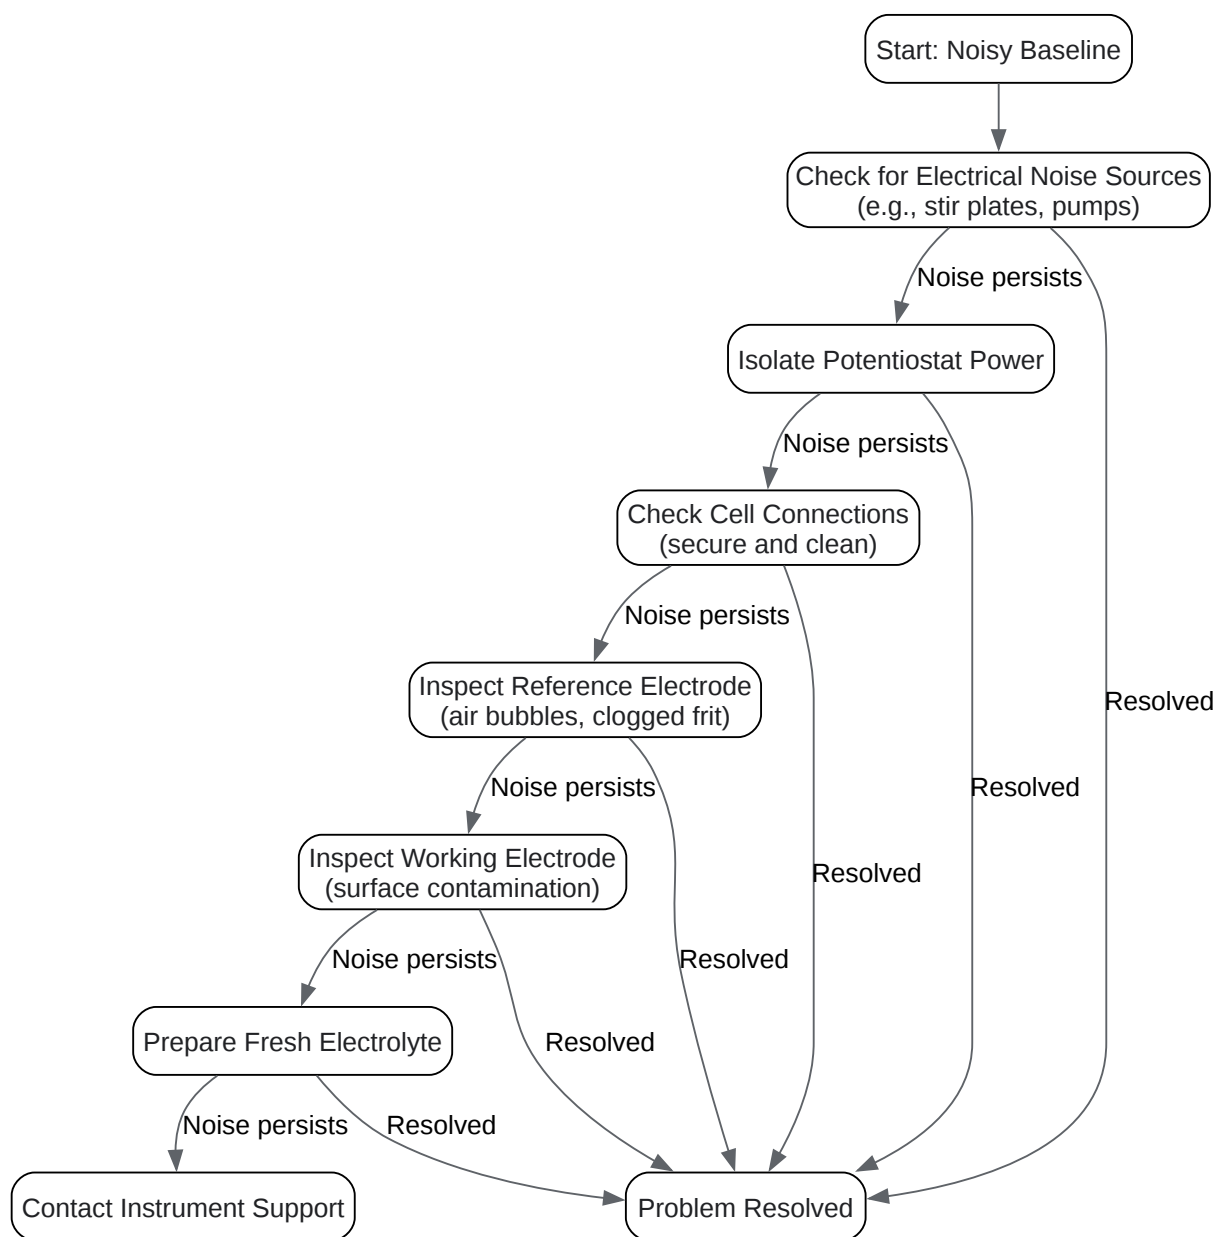 Start: Noisy Baseline
Check for Electrical Noise Sources
(e.g., stir plates, pumps)
Noise persists
Isolate Potentiostat Power
Noise persists
Check Cell Connections
(secure and clean)
Noise persists
Inspect Reference Electrode
(air bubbles, clogged frit)
Resolved
Noise persists
Resolved
Inspect Working Electrode
(surface contamination)
Resolved
Noise persists
Resolved
Prepare Fresh Electrolyte
Resolved
Noise persists
Resolved
Contact Instrument Support
Problem Resolved